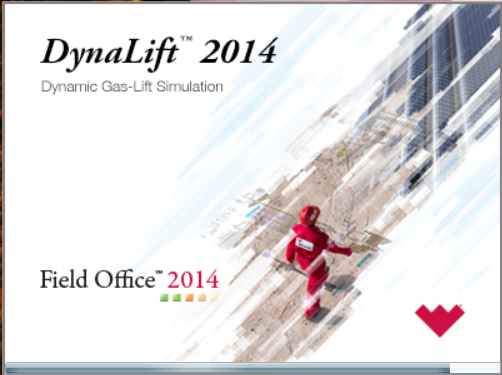 DynaLift™ 2014
Dynamic Gas-Lift Simulation
Field Office™ 2014